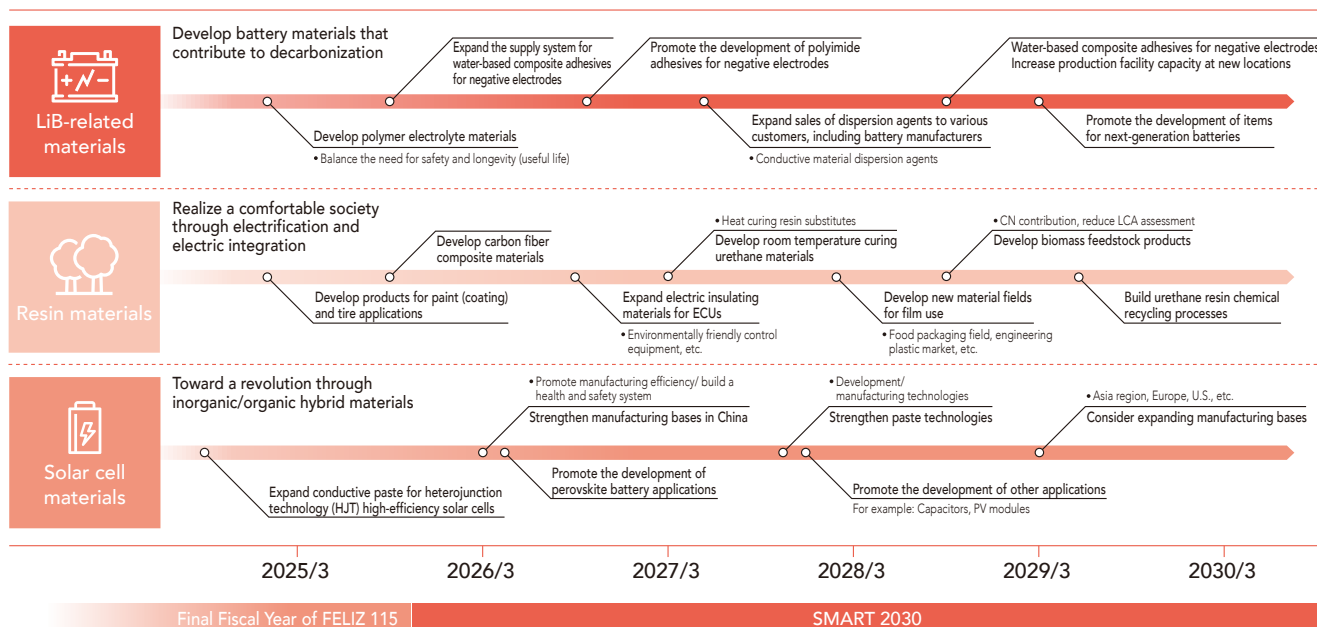 LiB-related
materials
Develop battery materials that
contribute to decarbonization
Expand the supply system for
water-based composite adhesives
for negative electrodes
Promote the development of polyimide
adhesives for negative electrodes
Water-based composite adhesives for negative electrodes
Increase production facility capacity at new locations
Develop polymer electrolyte materials
• Balance the need for safety and longevity (useful life)
Expand sales of dispersion agents to various
customers, including battery manufacturers
• Conductive material dispersion agents
Promote the development of items
for next-generation batteries
Resin materials
Realize a comfortable society
through electrification and
electric integration
Develop carbon fiber
composite materials
• Heat curing resin substitutes
Develop room temperature curing
urethane materials
• CN contribution, reduce LCA assessment
Develop biomass feedstock products
Develop products for paint (coating)
and tire applications
Expand electric insulating
materials for ECUs
• Environmentally friendly control
equipment, etc.
Develop new material fields
for film use
• Food packaging field, engineering
plastic market, etc.
Build urethane resin chemical
recycling processes
Solar cell
materials
Toward a revolution through
inorganic/organic hybrid materials
• Promote manufacturing efficiency/ build a
health and safety system
Strengthen manufacturing bases in China
• Development/
manufacturing technologies
Strengthen paste technologies
• Asia region, Europe, U.S., etc.
Consider expanding manufacturing bases
Expand conductive paste for heterojunction
technology (HJT) high-efficiency solar cells
Promote the development of
perovskite battery applications
Promote the development of other applications
For example: Capacitors, PV modules
2025/3
2026/3
2027/3
2028/3
2029/3
2030/3
Final Fiscal Year of FELIZ 115
SMART 2030